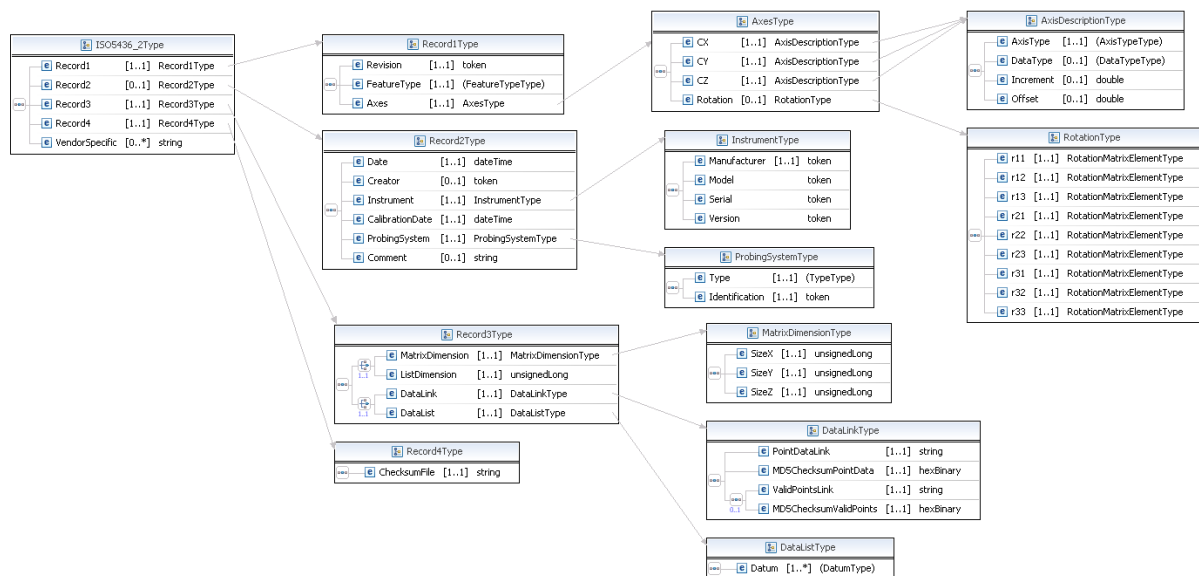 ISO5436_2Type
Record1 [1..1] Record1Type
Record2 [0..1] Record2Type
Record3 [1..1] Record3Type
Record4 [1..1] Record4Type
VendorSpecific [0..*] string
Record1Type
Revision [1..1] token
FeatureType [1..1] (FeatureTypeType)
Axes [1..1] AxesType
AxesType
CX [1..1] AxisDescriptionType
CY [1..1] AxisDescriptionType
CZ [1..1] AxisDescriptionType
Rotation [0..1] RotationType
AxisDescriptionType
AxisType [1..1] (AxisTypeType)
DataType [0..1] (DataTypeType)
Increment [0..1] double
Offset [0..1] double
Record2Type
Date [1..1] dateTime
Creator [0..1] token
Instrument [1..1] InstrumentType
CalibrationDate [1..1] dateTime
ProbingSystem [1..1] ProbingSystemType
Comment [0..1] string
InstrumentType
Manufacturer [1..1] token
Model token
Serial token
Version token
RotationType
r11 [1..1] RotationMatrixElementType
r12 [1..1] RotationMatrixElementType
r13 [1..1] RotationMatrixElementType
r21 [1..1] RotationMatrixElementType
r22 [1..1] RotationMatrixElementType
r23 [1..1] RotationMatrixElementType
r31 [1..1] RotationMatrixElementType
r32 [1..1] RotationMatrixElementType
r33 [1..1] RotationMatrixElementType
ProbingSystemType
Type [1..1] (TypeType)
Identification [1..1] token
Record3Type
MatrixDimension [1..1] MatrixDimensionType
1..1
ListDimension [1..1] unsignedLong
DataLink [1..1] DataLinkType
1..1
DataList [1..1] DataListType
MatrixDimensionType
SizeX [1..1] unsignedLong
SizeY [1..1] unsignedLong
SizeZ [1..1] unsignedLong
Record4Type
ChecksumFile [1..1] string
DataLinkType
PointDataLink [1..1] string
MD5ChecksumPointData [1..1] hexBinary
ValidPointsLink [1..1] string
0..1
MD5ChecksumValidPoints [1..1] hexBinary
DataListType
Datum [1..*] (DatumType)